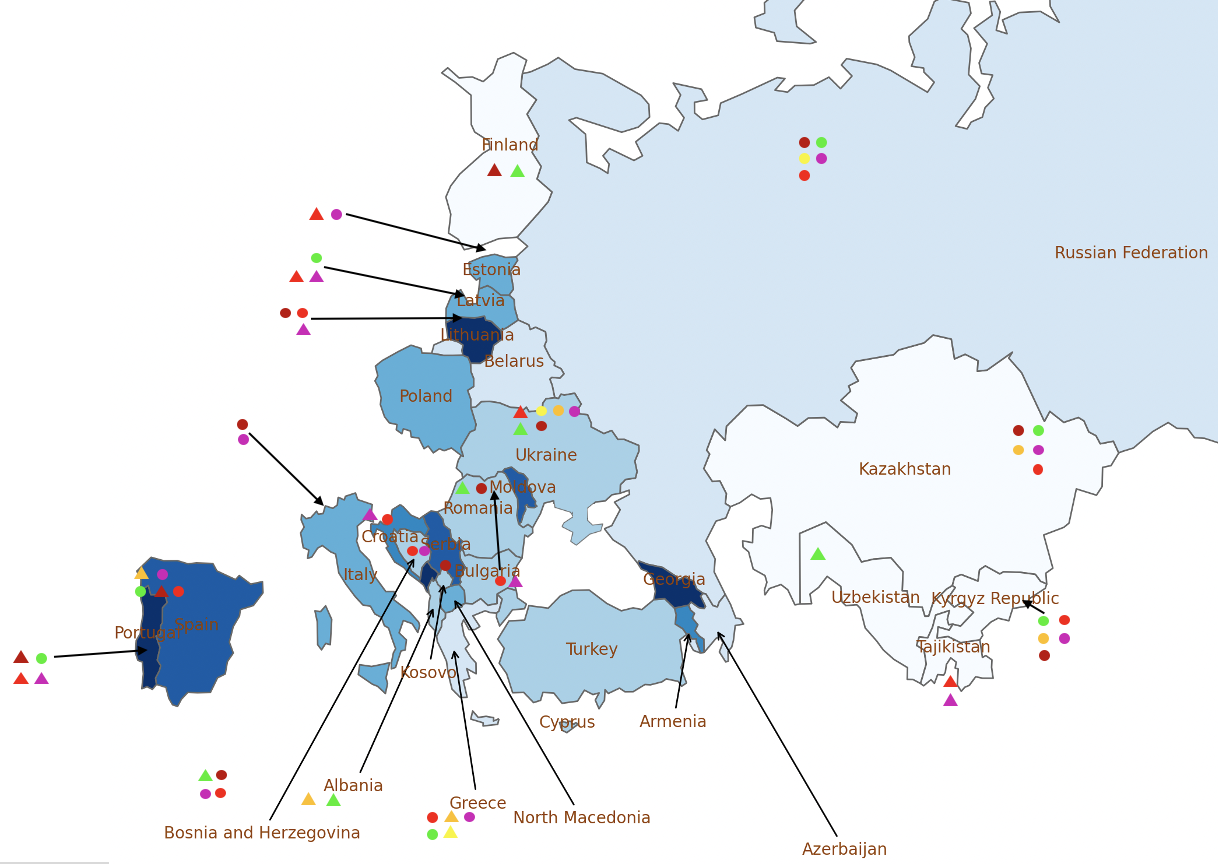 Finland
Russian Federation
Estonia
Latvia
Lithuania
Belarus
Poland
Ukraine
Kazakhstan
Moldova
Romania
Croatia
Serbia
Bulgaria
Italy
Georgia
Uzbekistan
Kyrgyz Republic
Portugal
Spain
Turkey
Tajikistan
Kosovo
Cyprus
Armenia
Albania
Greece
North Macedonia
Bosnia and Herzegovina
Azerbaijan